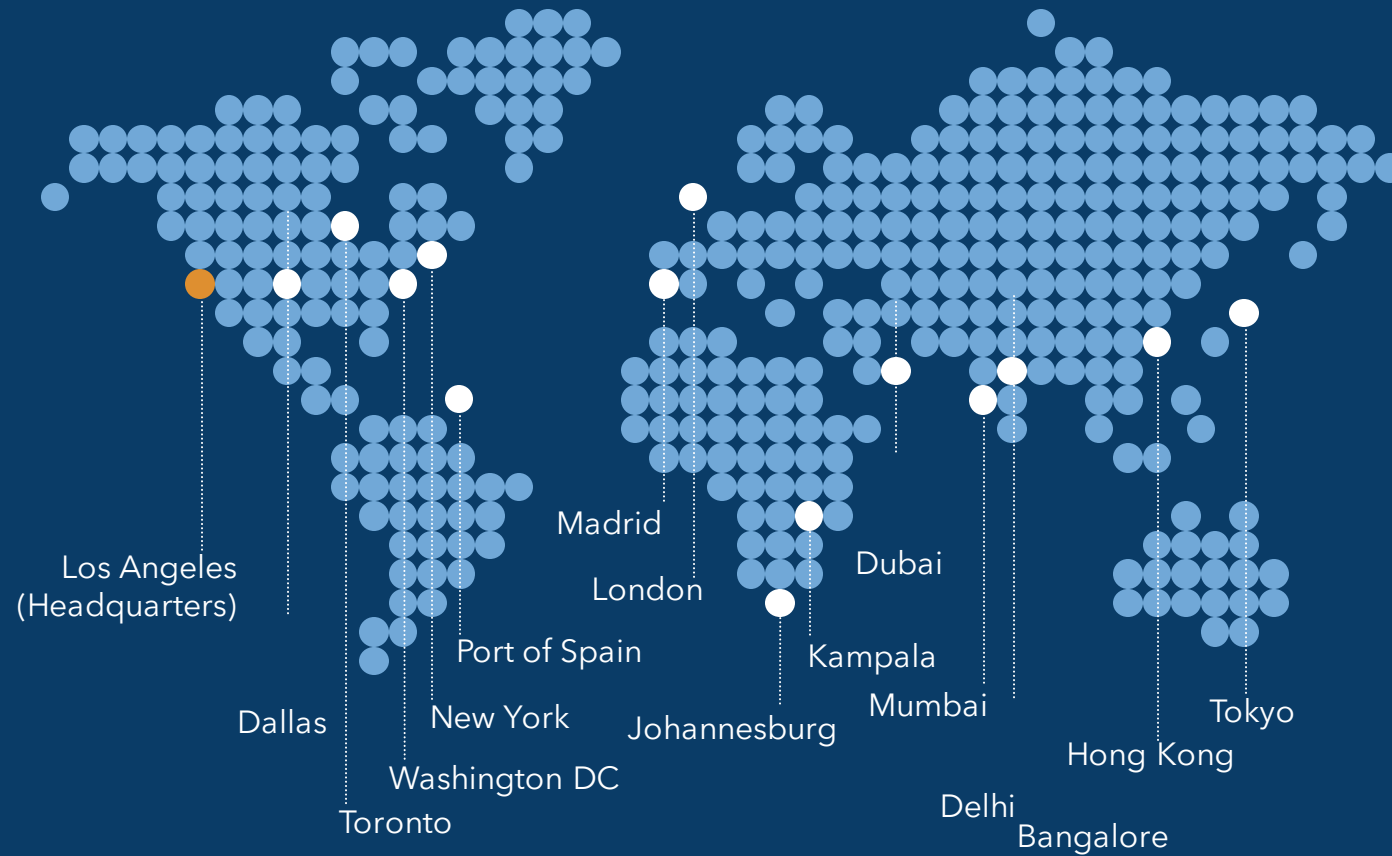 Madrid
Dubai
Los Angeles
(Headquarters)
London
Port of Spain
Kampala
Mumbai
Tokyo
New York
Dallas
Johannesburg
Hong Kong
Washington DC
Delhi
Toronto
Bangalore